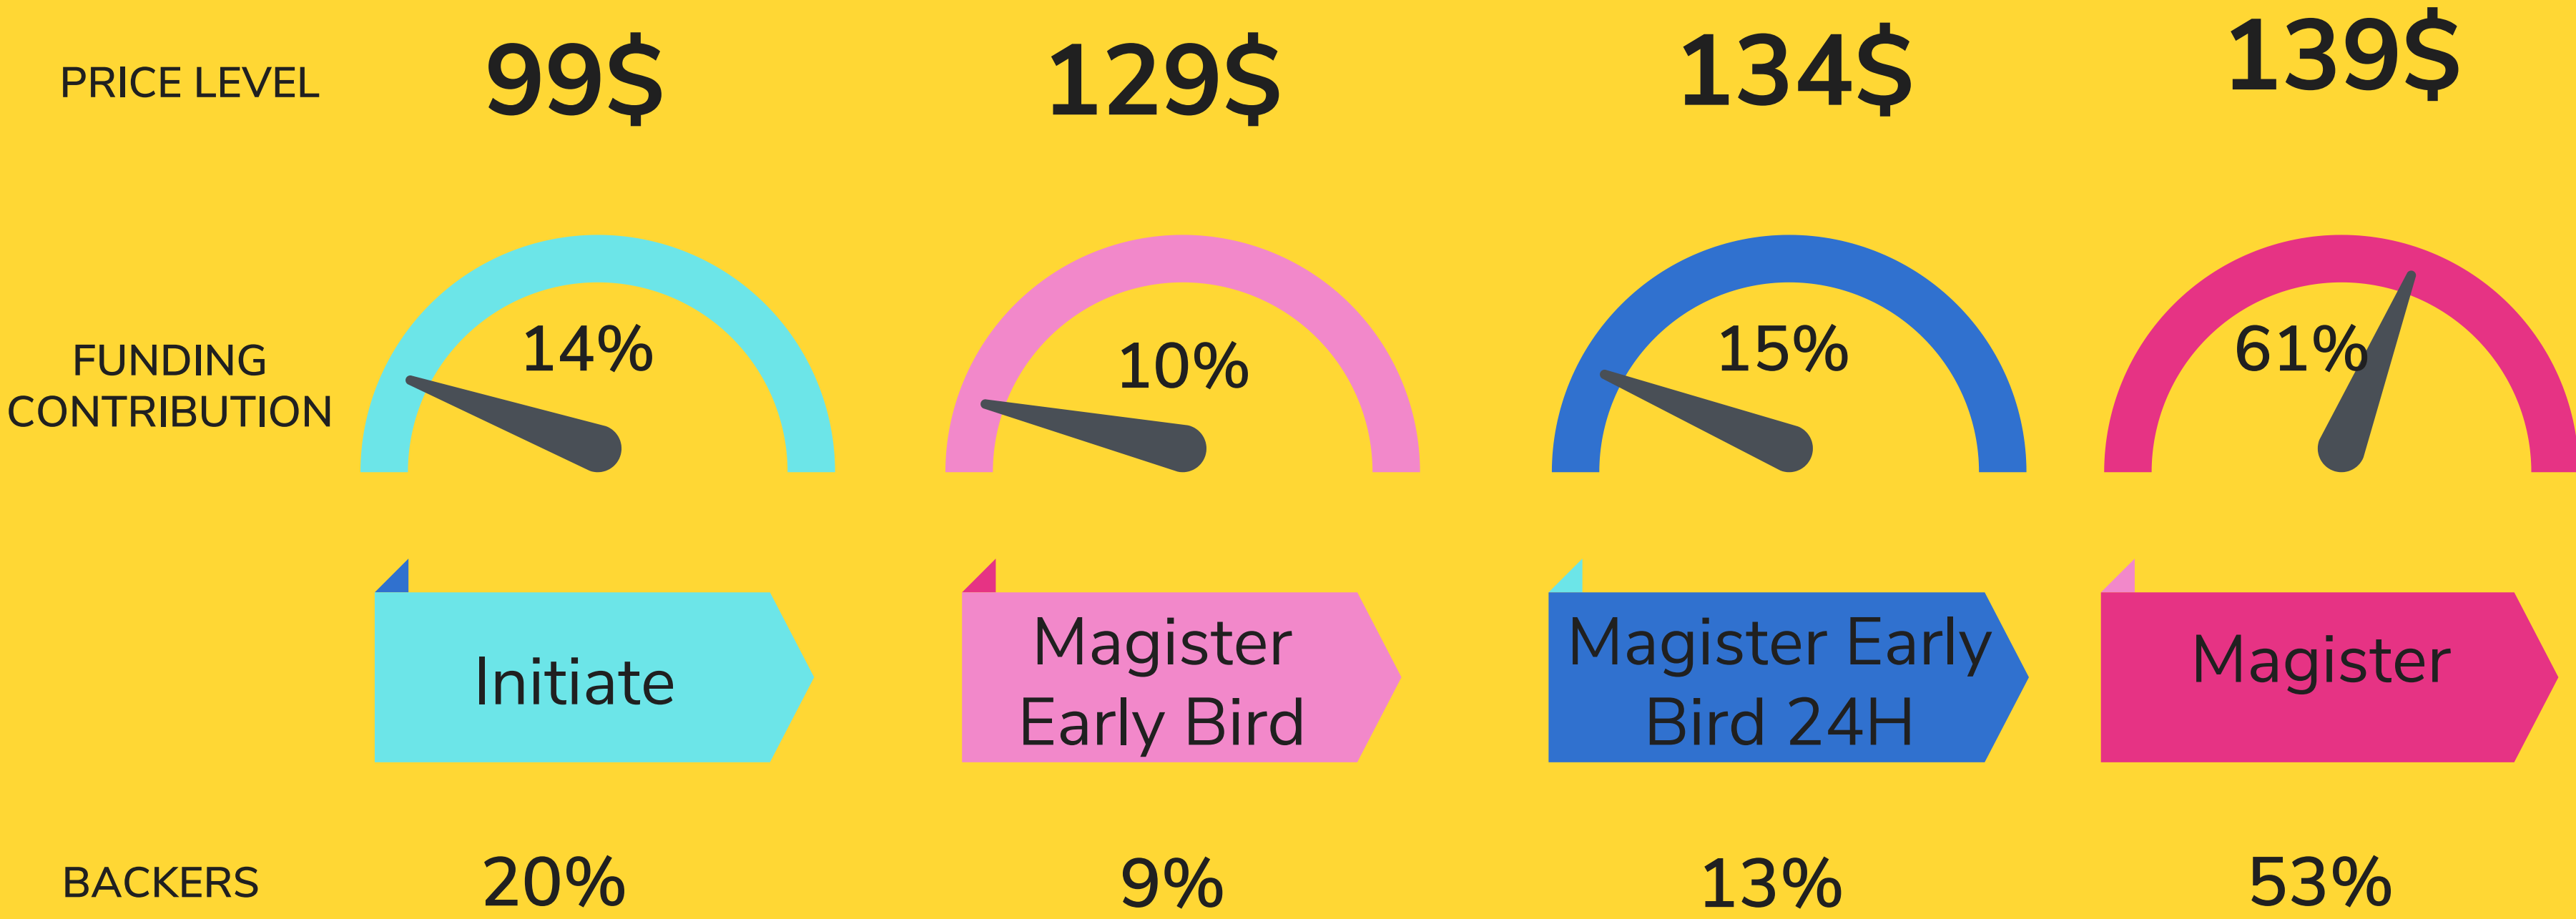 PRICE LEVEL
99$
129$
134$
139$
FUNDING
CONTRIBUTION
14%
10%
15%
61%
Initiate
Magister
Early Bird
Magister Early
Bird 24H
Magister
BACKERS
20%
9%
13%
53%